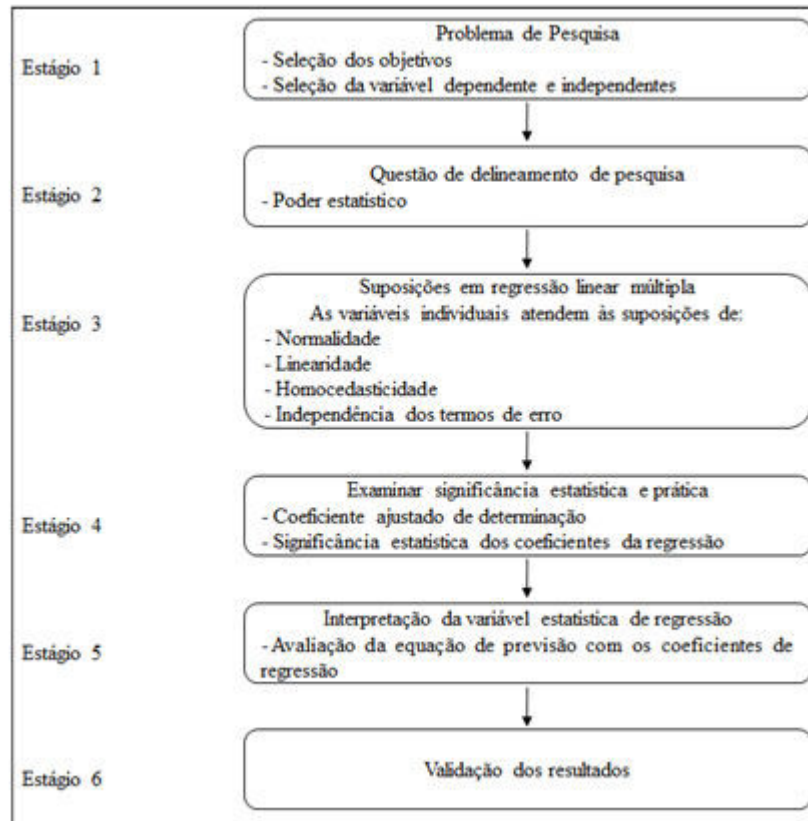 Problema de Pesquisa
Estágio 1
- Seleção dos objetivos
- Seleção da variável dependente e independentes
Questão de delineamento de pesquisa
Estágio 2
- Poder estatistico
Suposições em regressão linear múltipla
Estágio 3
As variáveis individuais atendem às suposições de:
- Normalidade
- Linearidade
- Homocedasticidade
- Independência dos termos de erro
Examinar significância estatistica e prática
Estágio 4
- Coeficiente ajustado de determinação
- Significância estatistica dos coeficientes da regressão
Interpretação da variável estatistica de regressão
Estágio 5
- Avaliação da equação de previsão com os coeficientes de
regressão
Estágio 6
Validação dos resultados